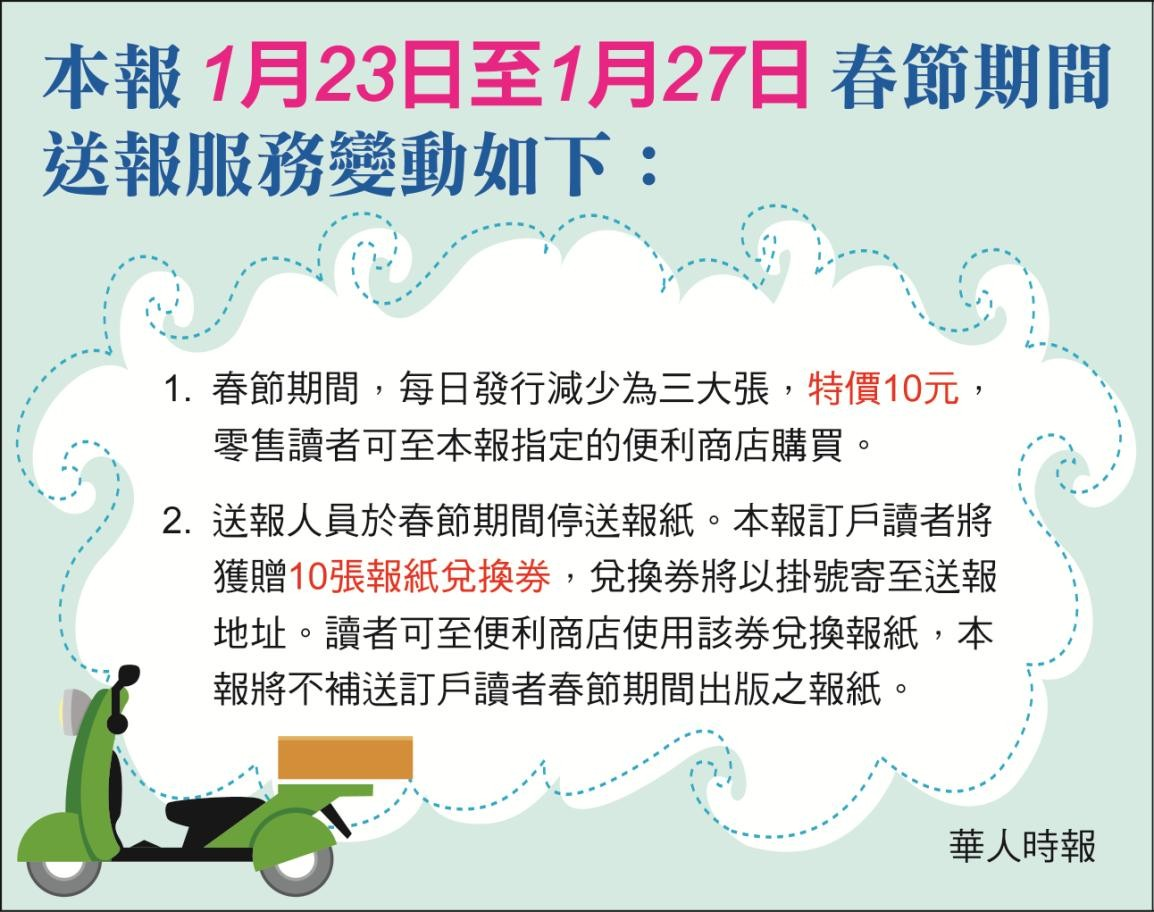 本報 1月23日至1月27日 春節期間
送報服務變動如下：
1. 春節期間，每日發行減少為三大張，特價10元，
零售讀者可至本報指定的便利商店購買。
2. 送報人員於春節期間停送報紙。本報訂戶讀者將
獲贈10張報紙兌換券，兌換券將以掛號寄至送報
地址。讀者可至便利商店使用該券兌換報紙，本
報將不補送訂戶讀者春節期間出版之報紙。
華人時報